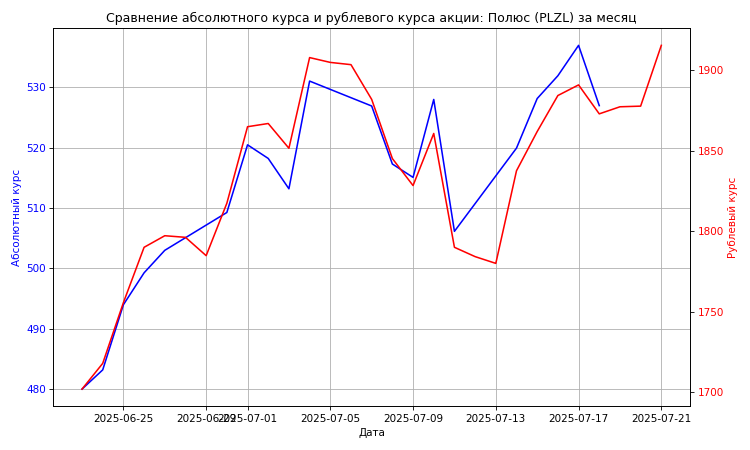 Сравнение абсолютного курса и рублевого курса акции: Полюс (PLZL) за месяц
Абсолютный курс
530
520
510
500
490
480
1900
1850
1800
1750
1700
Рублевый курс
2025-06-25 2025-06-29 2025-07-01 2025-07-05 2025-07-09 2025-07-13 2025-07-17 2025-07-21
Дата